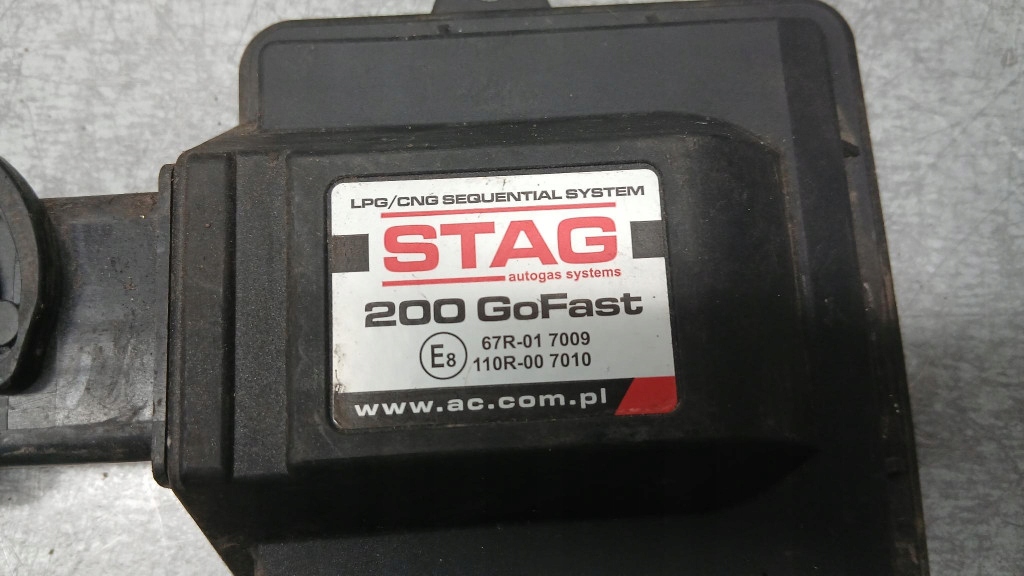 LPG/CNG SEQUENTIAL SYSTEM
STAG
autogas systems
200 GoFast
E8 67R-01 7009
110R-00 7010
www.ac.com.pl